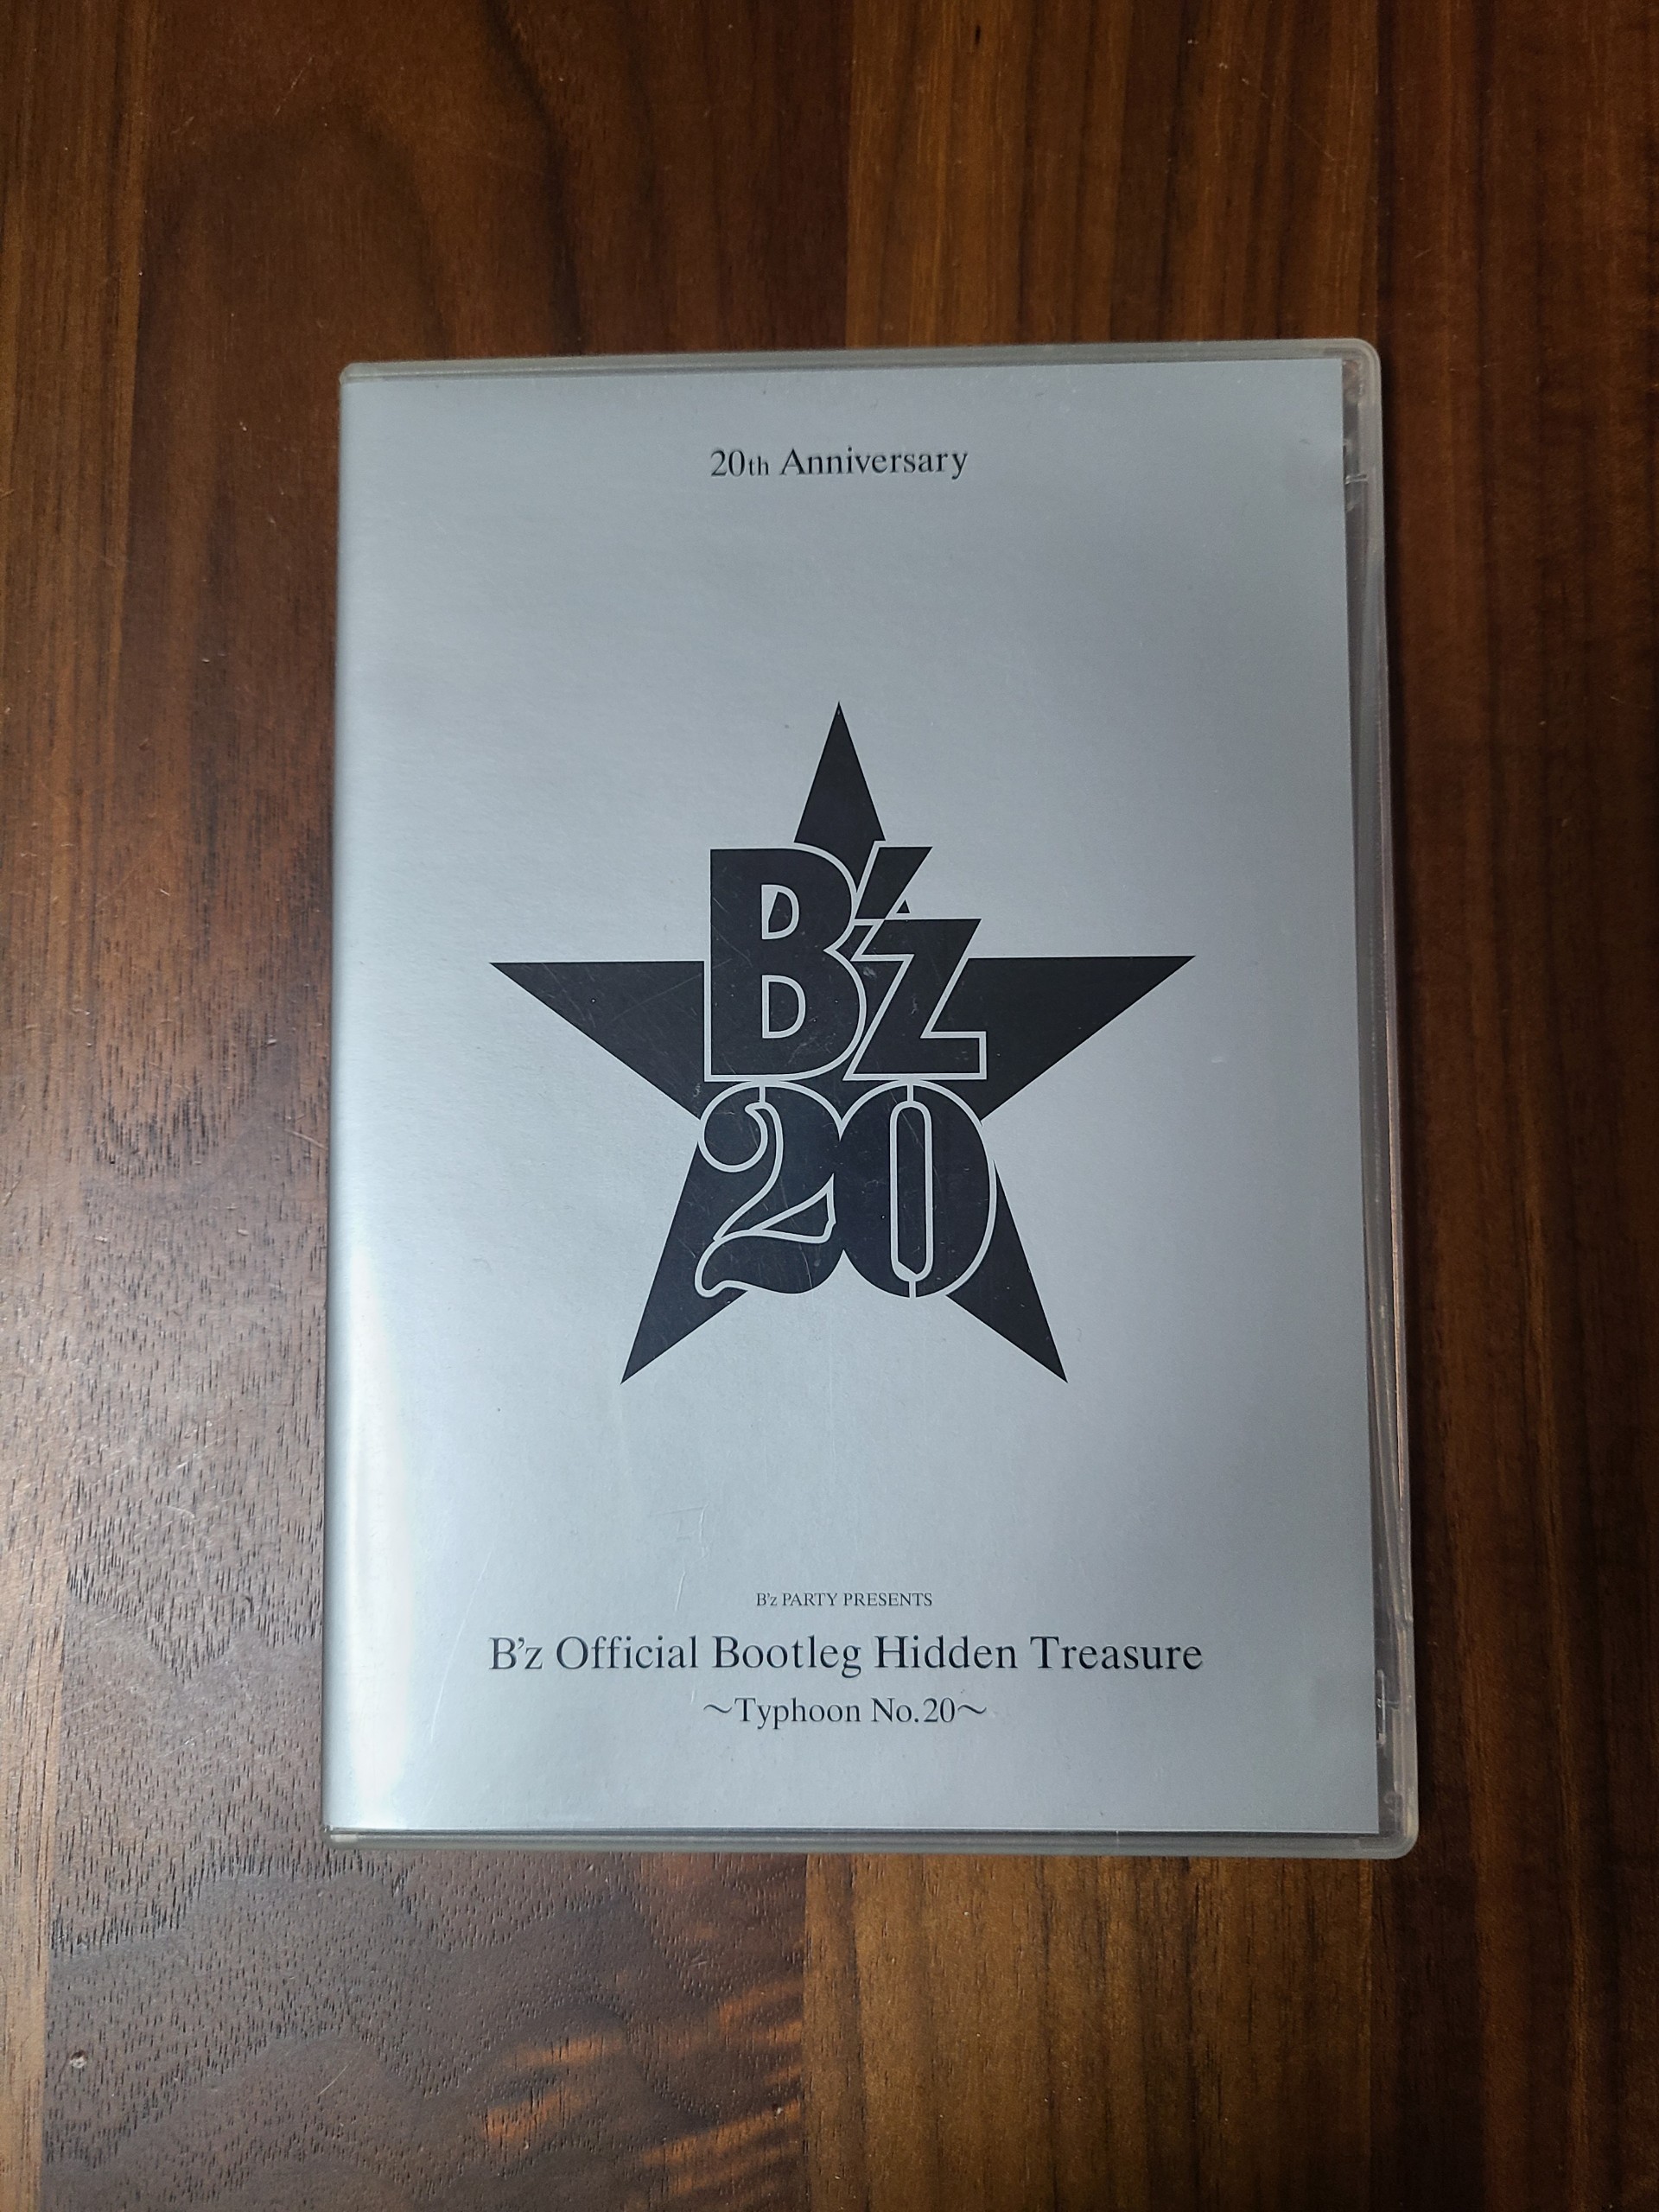 20th Anniversary
B'z
20
B'z PARTY PRESENTS
B'z Official Bootleg Hidden Treasure
〜Typhoon No.20〜